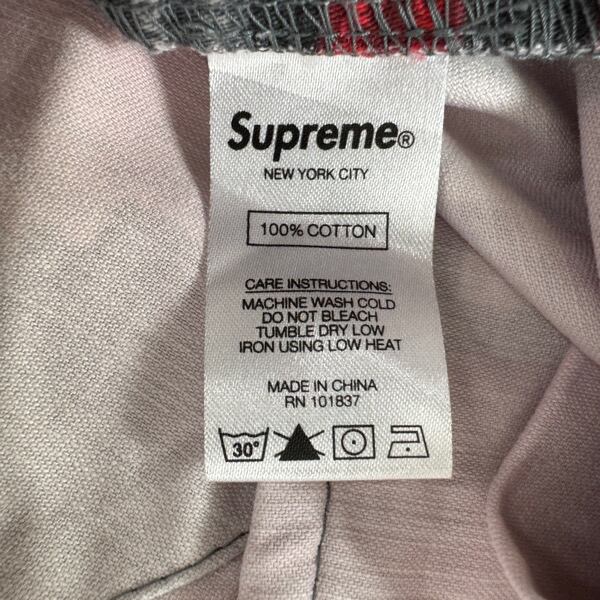 Supreme®
NEW YORK CITY
100% COTTON
CARE INSTRUCTIONS:
MACHINE WASH COLD
DO NOT BLEACH
TUMBLE DRY LOW
IRON USING LOW HEAT
MADE IN CHINA
RN 101837
30°